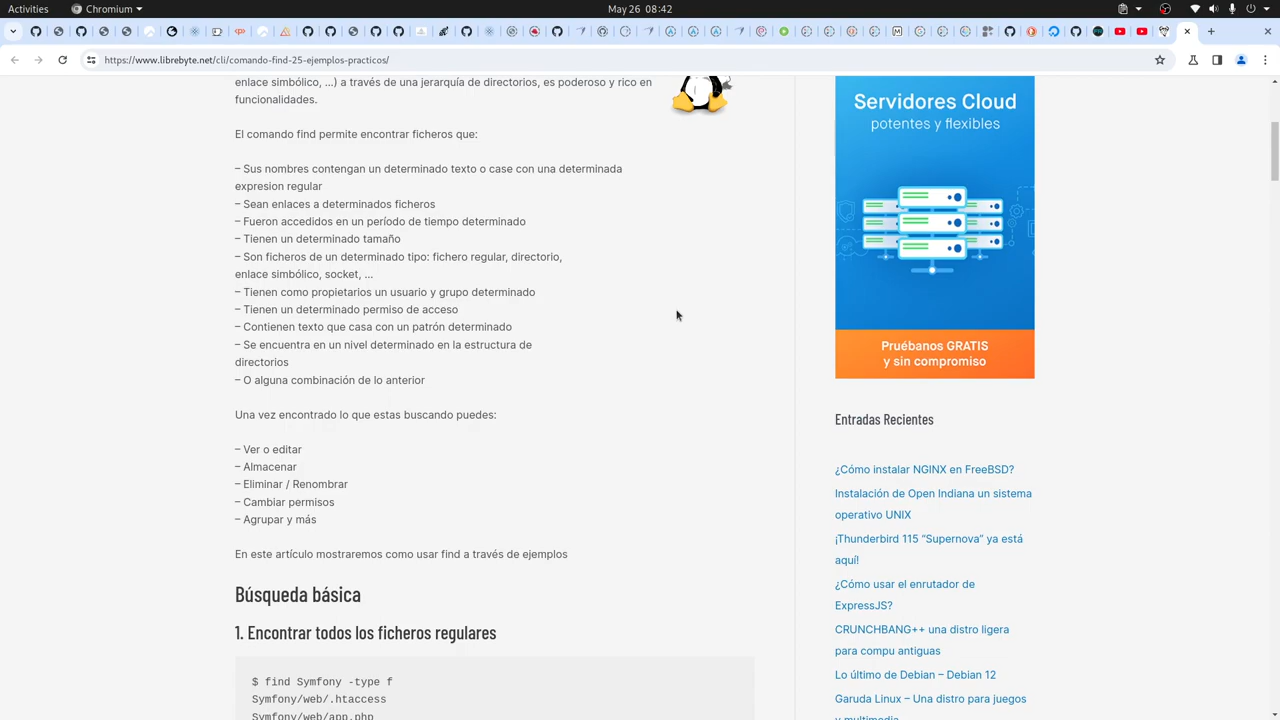 Activities
Chromium
May 26 08:42
https://www.librebyte.net/cli/comando-find-25-ejemplos-practicos/
enlace simbólico, ...) a través de una jerarquía de directorios, es poderoso y rico en
funcionalidades.
El comando find permite encontrar ficheros que:
– Sus nombres contengan un determinado texto o case con una determinada
expresion regular
– Sean enlaces a determinados ficheros
– Fueron accedidos en un período de tiempo determinado
– Tienen un determinado tamaño
– Son ficheros de un determinado tipo: fichero regular, directorio,
enlace simbólico, socket, ...
– Tienen como propietarios un usuario y grupo determinado
– Tienen un determinado permiso de acceso
– Contienen texto que casa con un patrón determinado
– Se encuentra en un nivel determinado en la estructura de
directorios
– O alguna combinación de lo anterior
Una vez encontrado lo que estas buscando puedes:
– Ver o editar
– Almacenar
– Eliminar / Renombrar
– Cambiar permisos
– Agrupar y más
En este artículo mostraremos como usar find a través de ejemplos
Búsqueda básica
1. Encontrar todos los ficheros regulares
$ find Symfony -type f
Symfony/web/.htaccess
Symfony/web/app.php
Servidores Cloud
potentes y flexibles
Pruébanos GRATIS
y sin compromiso
Entradas Recientes
¿Cómo instalar NGINX en FreeBSD?
Instalación de Open Indiana un sistema
operativo UNIX
¡Thunderbird 115 “Supernova” ya está
aquí!
¿Cómo usar el enrutador de
ExpressJS?
CRUNCHBANG++ una distro ligera
para compu antiguas
Lo último de Debian – Debian 12
Garuda Linux – Una distro para juegos
y multimedia